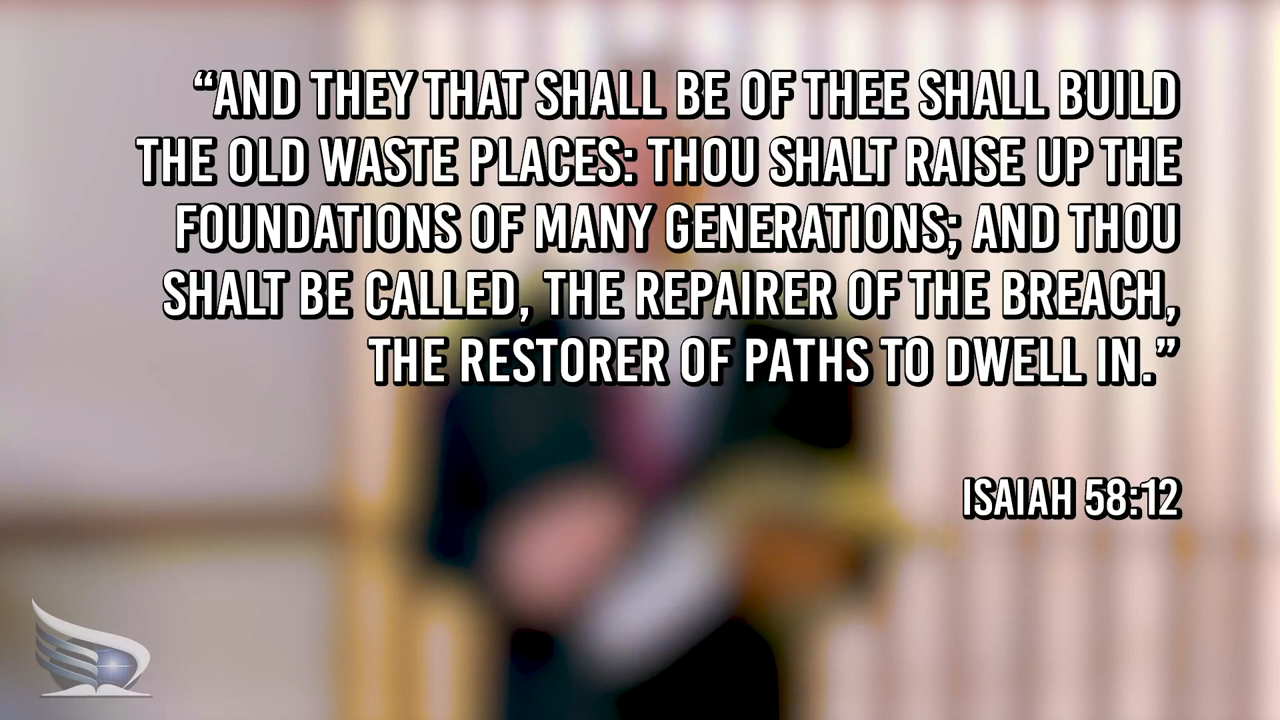 “AND THEY THAT SHALL BE OF THEE SHALL BUILD
THE OLD WASTE PLACES: THOU SHALT RAISE UP THE
FOUNDATIONS OF MANY GENERATIONS; AND THOU
SHALT BE CALLED, THE REPAIRER OF THE BREACH,
THE RESTORER OF PATHS TO DWELL IN.”
ISAIAH 58:12